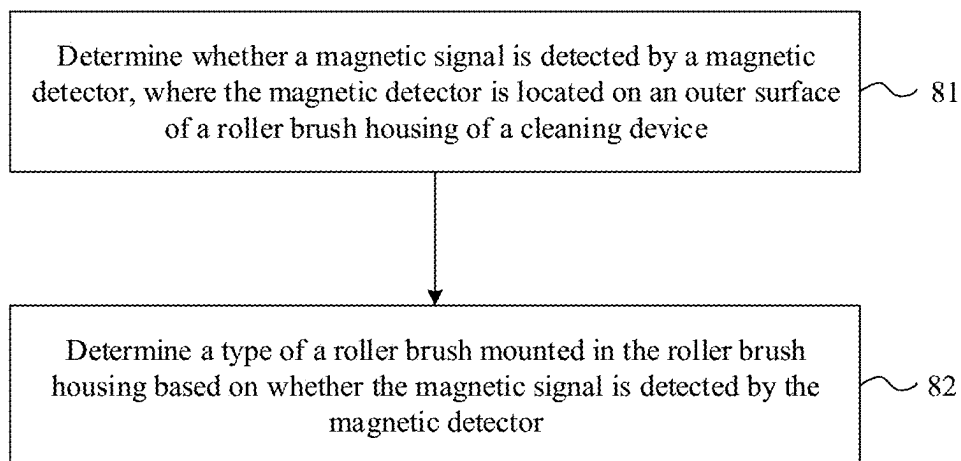 Determine whether a magnetic signal is detected by a magnetic
detector, where the magnetic detector is located on an outer surface
of a roller brush housing of a cleaning device
81
Determine a type of a roller brush mounted in the roller brush
housing based on whether the magnetic signal is detected by the
magnetic detector
82